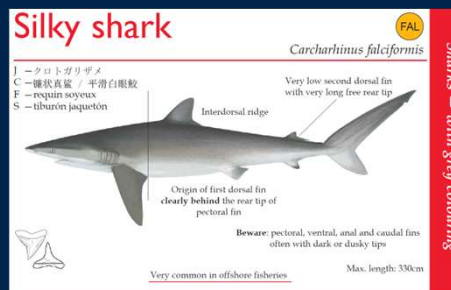 Silky shark
FAL
Carcharhinus falciformis
J – クロトガリザメ
C – 镰状真鲨 / 平滑白眼鮫
F – requin soyeux
S – tiburón jaquetón
Very low second dorsal fin
with very long free rear tip
Interdorsal ridge
Origin of first dorsal fin
clearly behind the rear tip of
pectoral fin
Beware: pectoral, ventral, anal and caudal fins
often with dark or dusky tips
Very common in offshore fisheries
Max. length: 330cm
Sharks – with grey colouring